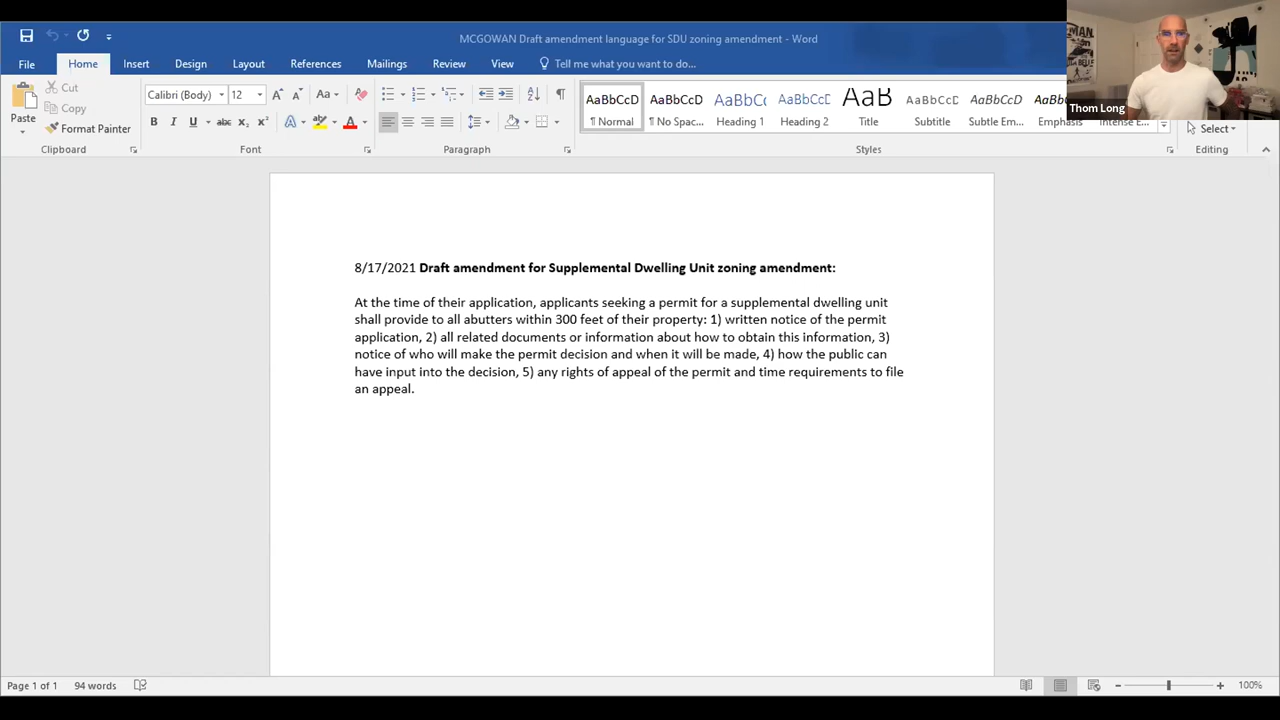 MCGOWAN Draft amendment language for SDU zoning amendment - Word
File Home Insert Design Layout References Mailings Review View Tell me what you want to do...
Paste
Cut
Copy
Format Painter
Clipboard
Calibri (Body) 12
Font
Paragraph
AaBbCcD AaBbCcD AaBbCc AaBbCcD AaB AaBbCcD AaBbCcD AaBb
¶ Normal ¶ No Spac... Heading 1 Heading 2 Title Subtitle Subtle Em... Emphasis Intense E...
Styles
Select
Editing
Thom Long
8/17/2021 Draft amendment for Supplemental Dwelling Unit zoning amendment:
At the time of their application, applicants seeking a permit for a supplemental dwelling unit
shall provide to all abutters within 300 feet of their property: 1) written notice of the permit
application, 2) all related documents or information about how to obtain this information, 3)
notice of who will make the permit decision and when it will be made, 4) how the public can
have input into the decision, 5) any rights of appeal of the permit and time requirements to file
an appeal.
Page 1 of 1 94 words 100%